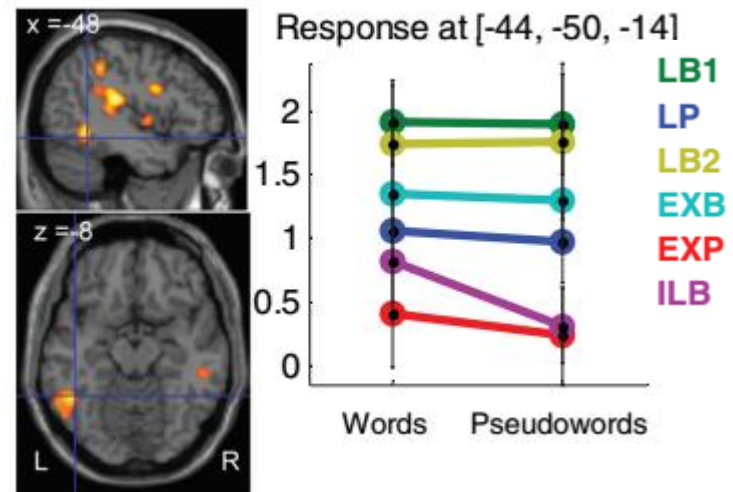 x =-48
z =-8
L
R
Response at [-44, -50, -14]
2
1.5
1
0.5
0
Words
Pseudowords
LB1
LP
LB2
EXB
EXP
ILB